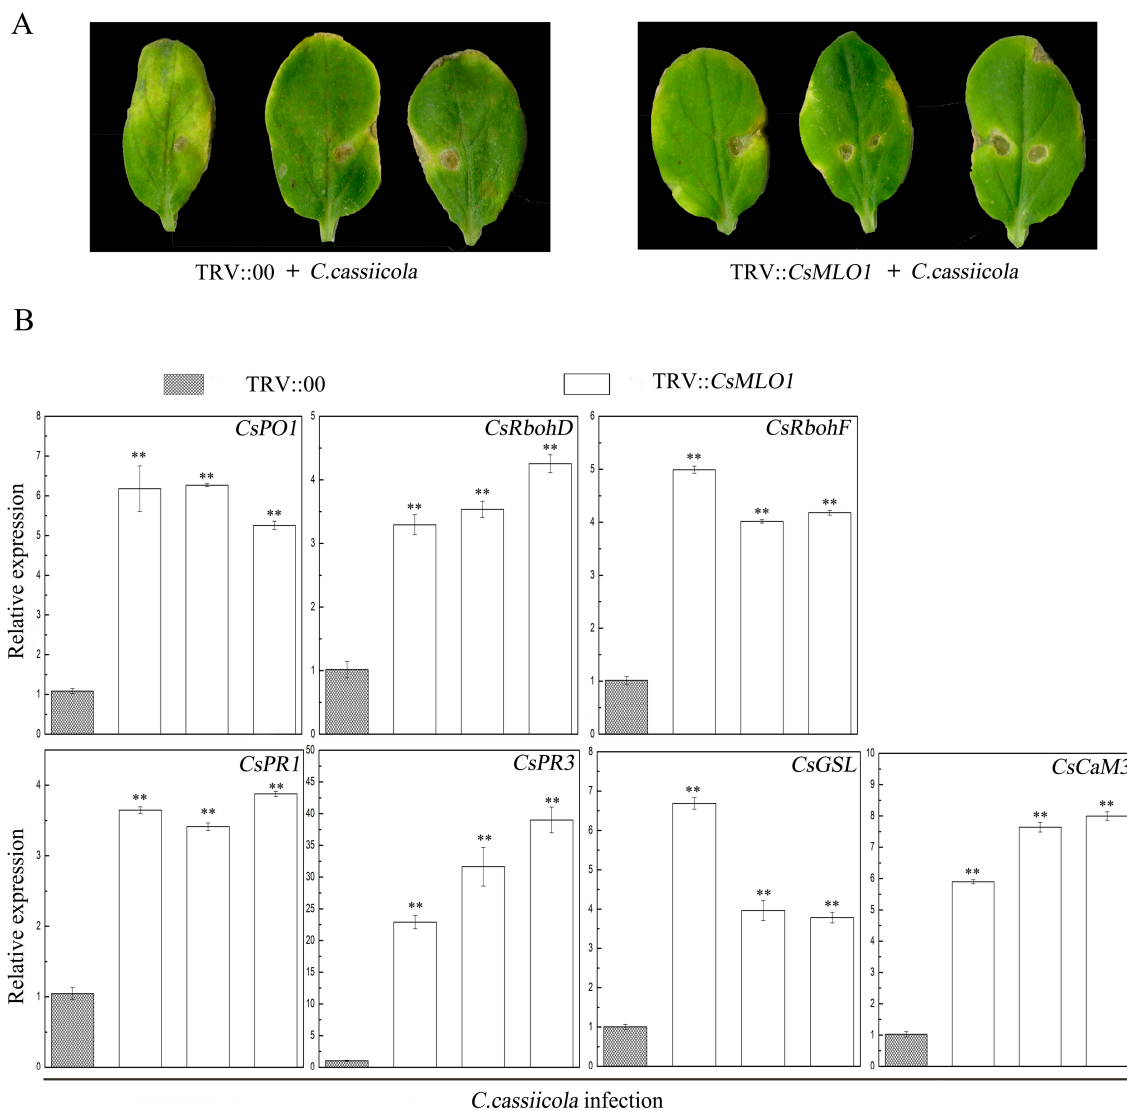 A
TRV::00 + C.cassiicola
TRV::CsMLO1 + C.cassiicola
B
TRV::00
TRV::CsMLO1
Relative expression
CsPO1
8
7
6
5
4
3
2
1
0
** ** **
CsRbohD
5
4
3
2
1
0
** ** **
CsRbohF
6
5
4
3
2
1
0
** ** **
Relative expression
CsPR1
4
3
2
1
0
** ** **
CsPR3
50
45
40
35
30
25
20
15
10
5
0
** ** **
CsGSL
8
7
6
5
4
3
2
1
0
** ** **
CsCaM3
10
9
8
7
6
5
4
3
2
1
0
** ** **
C.cassiicola infection